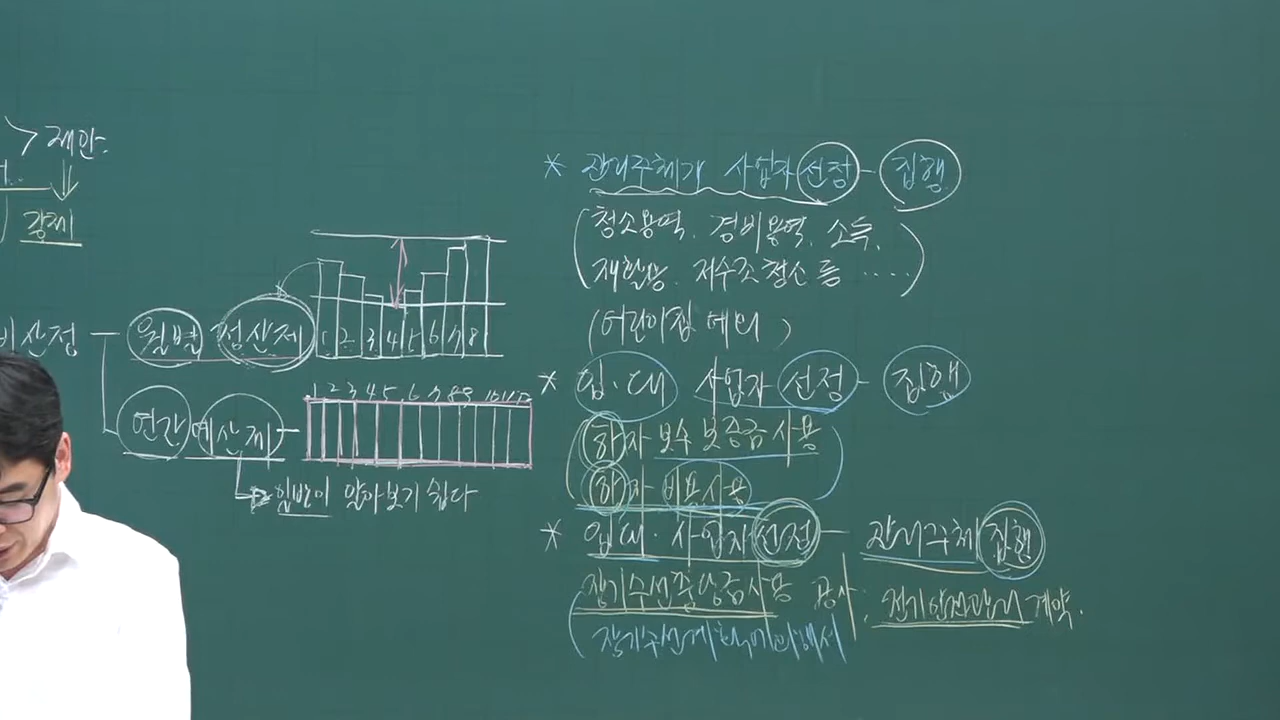 > 제안
강제
비산정 - 월별 정산제
1 2 3 4 5 6 7 8
연간 예산제
1 2 3 4 5 6 7 8 9 10 11 12
일반인 알아보기 쉽다
* 관리주체가 사업자 선정 - 집행
(청소용역, 경비용역, 소독,
재활용, 저수조청소 등 ‥‥)
(어린이집 예외)
* 입·대 사업자 선정 - 집행
(하자 보수 보증금 사용
하자 비용사용)
* 입대· 사업자 선정 - 관리주체 집행
(장기수선충당금사용 공사, 전기안전관리 계약.
장기수선계획에 의해서